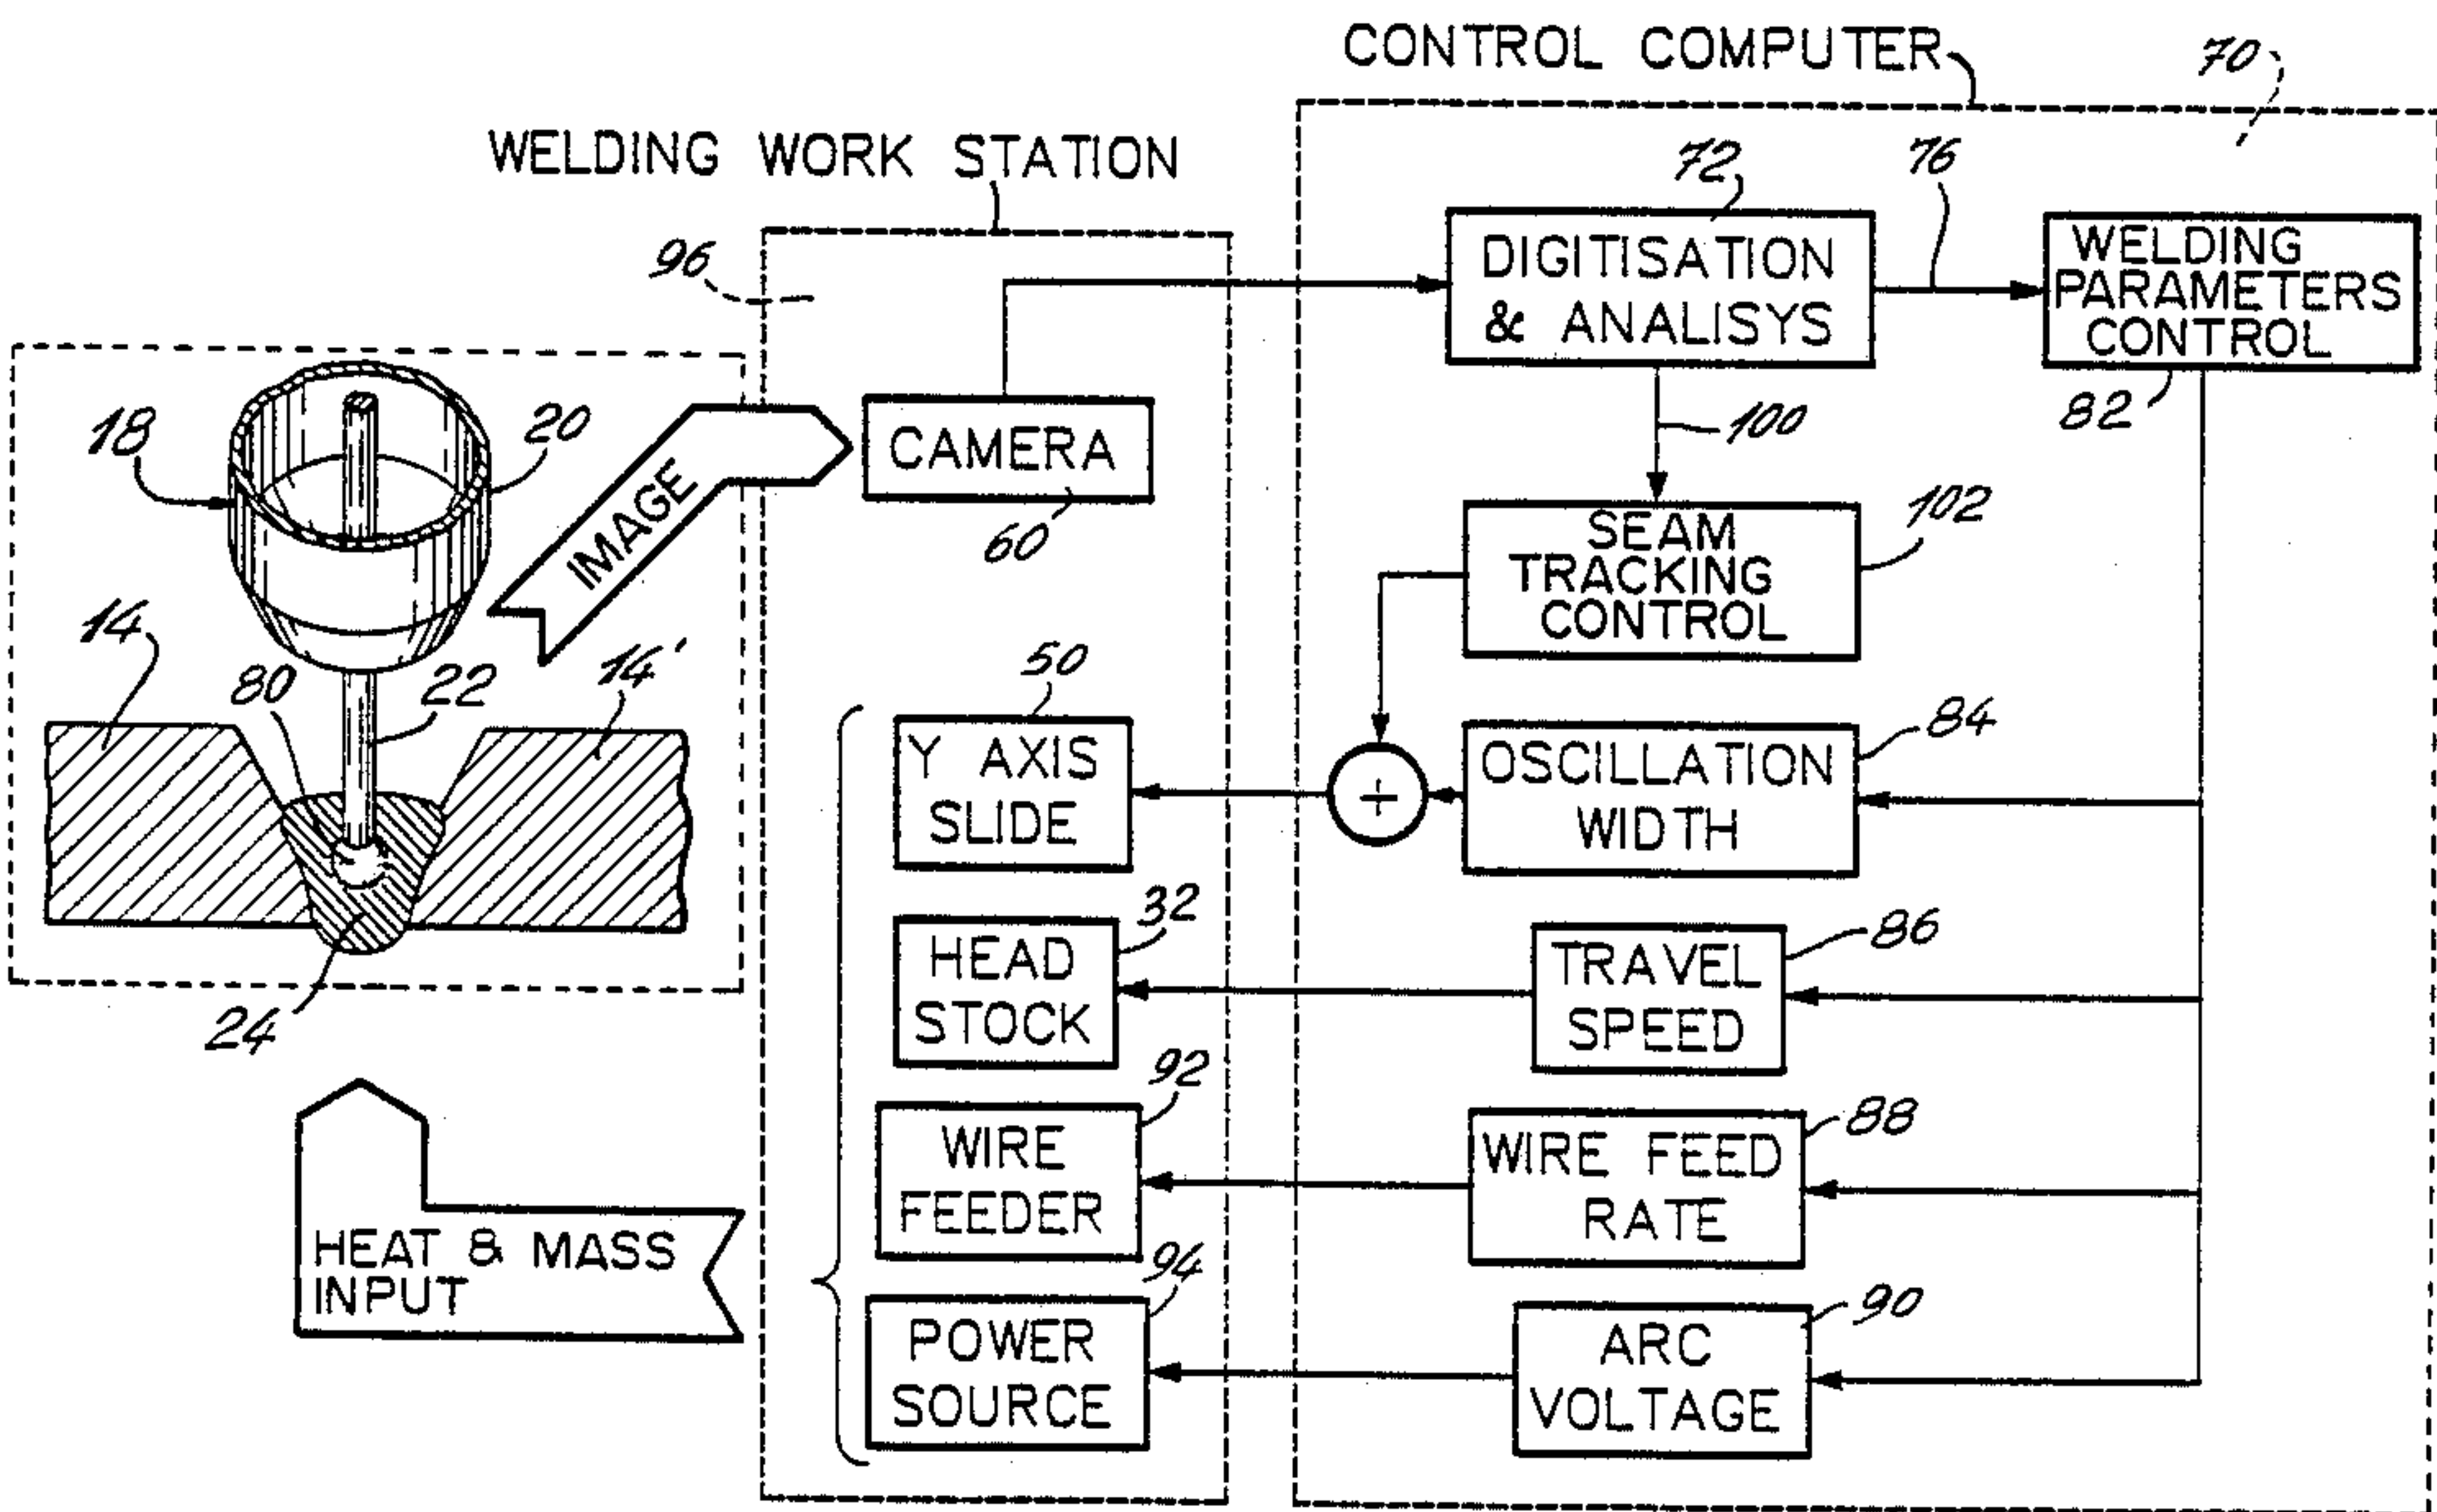 CONTROL COMPUTER
70
WELDING WORK STATION
72
76
96
DIGITISATION
& ANALISYS
WELDING
PARAMETERS
CONTROL
82
18
20
IMAGE
CAMERA
60
100
102
SEAM
TRACKING
CONTROL
14
80
22
14'
50
Y AXIS
SLIDE
+
OSCILLATION
WIDTH
84
24
32
HEAD
STOCK
TRAVEL
SPEED
86
92
WIRE
FEEDER
WIRE FEED
RATE
88
HEAT & MASS
INPUT
94
POWER
SOURCE
ARC
VOLTAGE
90